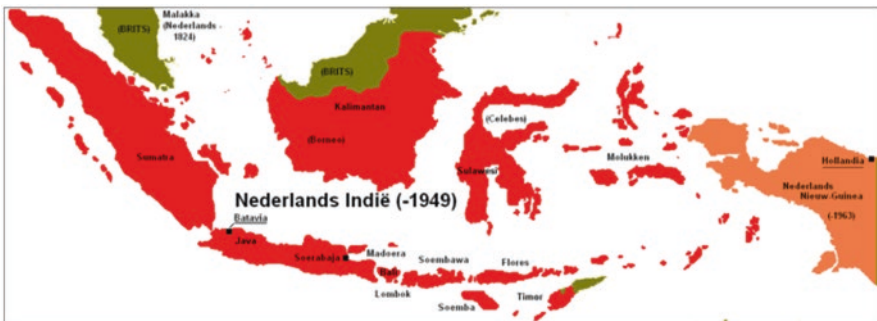 Malakka
(Nederlands -
1824)
(BRITS)
(BRITS)
Kalimantan
(Celebes)
(Borneo)
Sumatra
Sulawesi
Molukken
Hollandia
Nederlands
Nieuw-Guinea
(-1963)
Nederlands Indië (-1949)
Batavia
Java
Soerabaja
Madoera
Bali
Soembawa
Flores
Lombok
Soemba
Timor